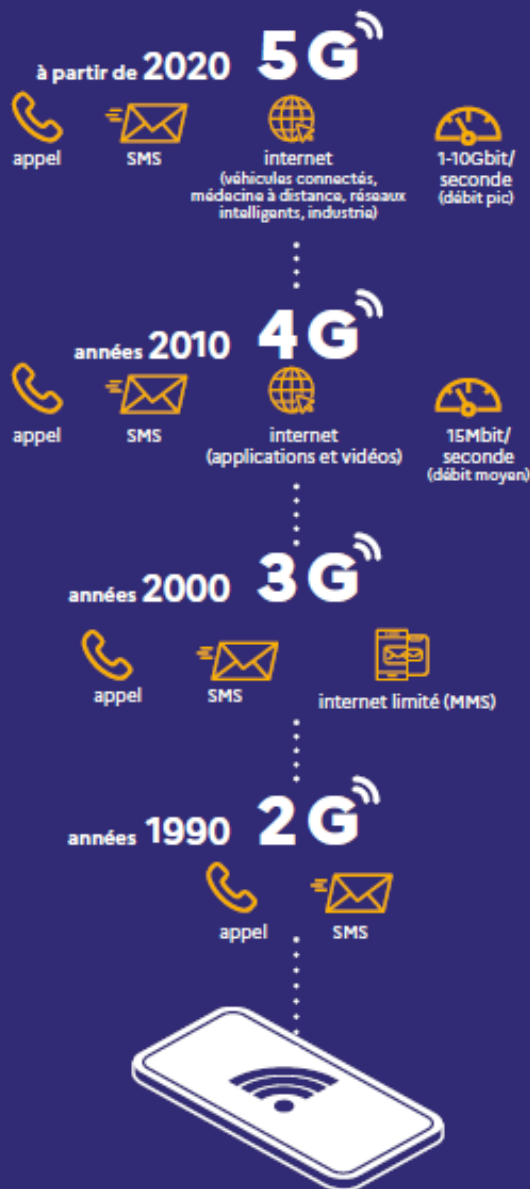 à partir de 2020 5G
appel
SMS
internet
(véhicules connectés,
médecine à distance, réseaux
intelligents, industrie)
1-10Gbit/
seconde
(débit pic)
années 2010 4G
appel
SMS
internet
(applications et vidéos)
15Mbit/
seconde
(débit moyen)
années 2000 3G
appel
SMS
internet limité (MMS)
années 1990 2G
appel
SMS